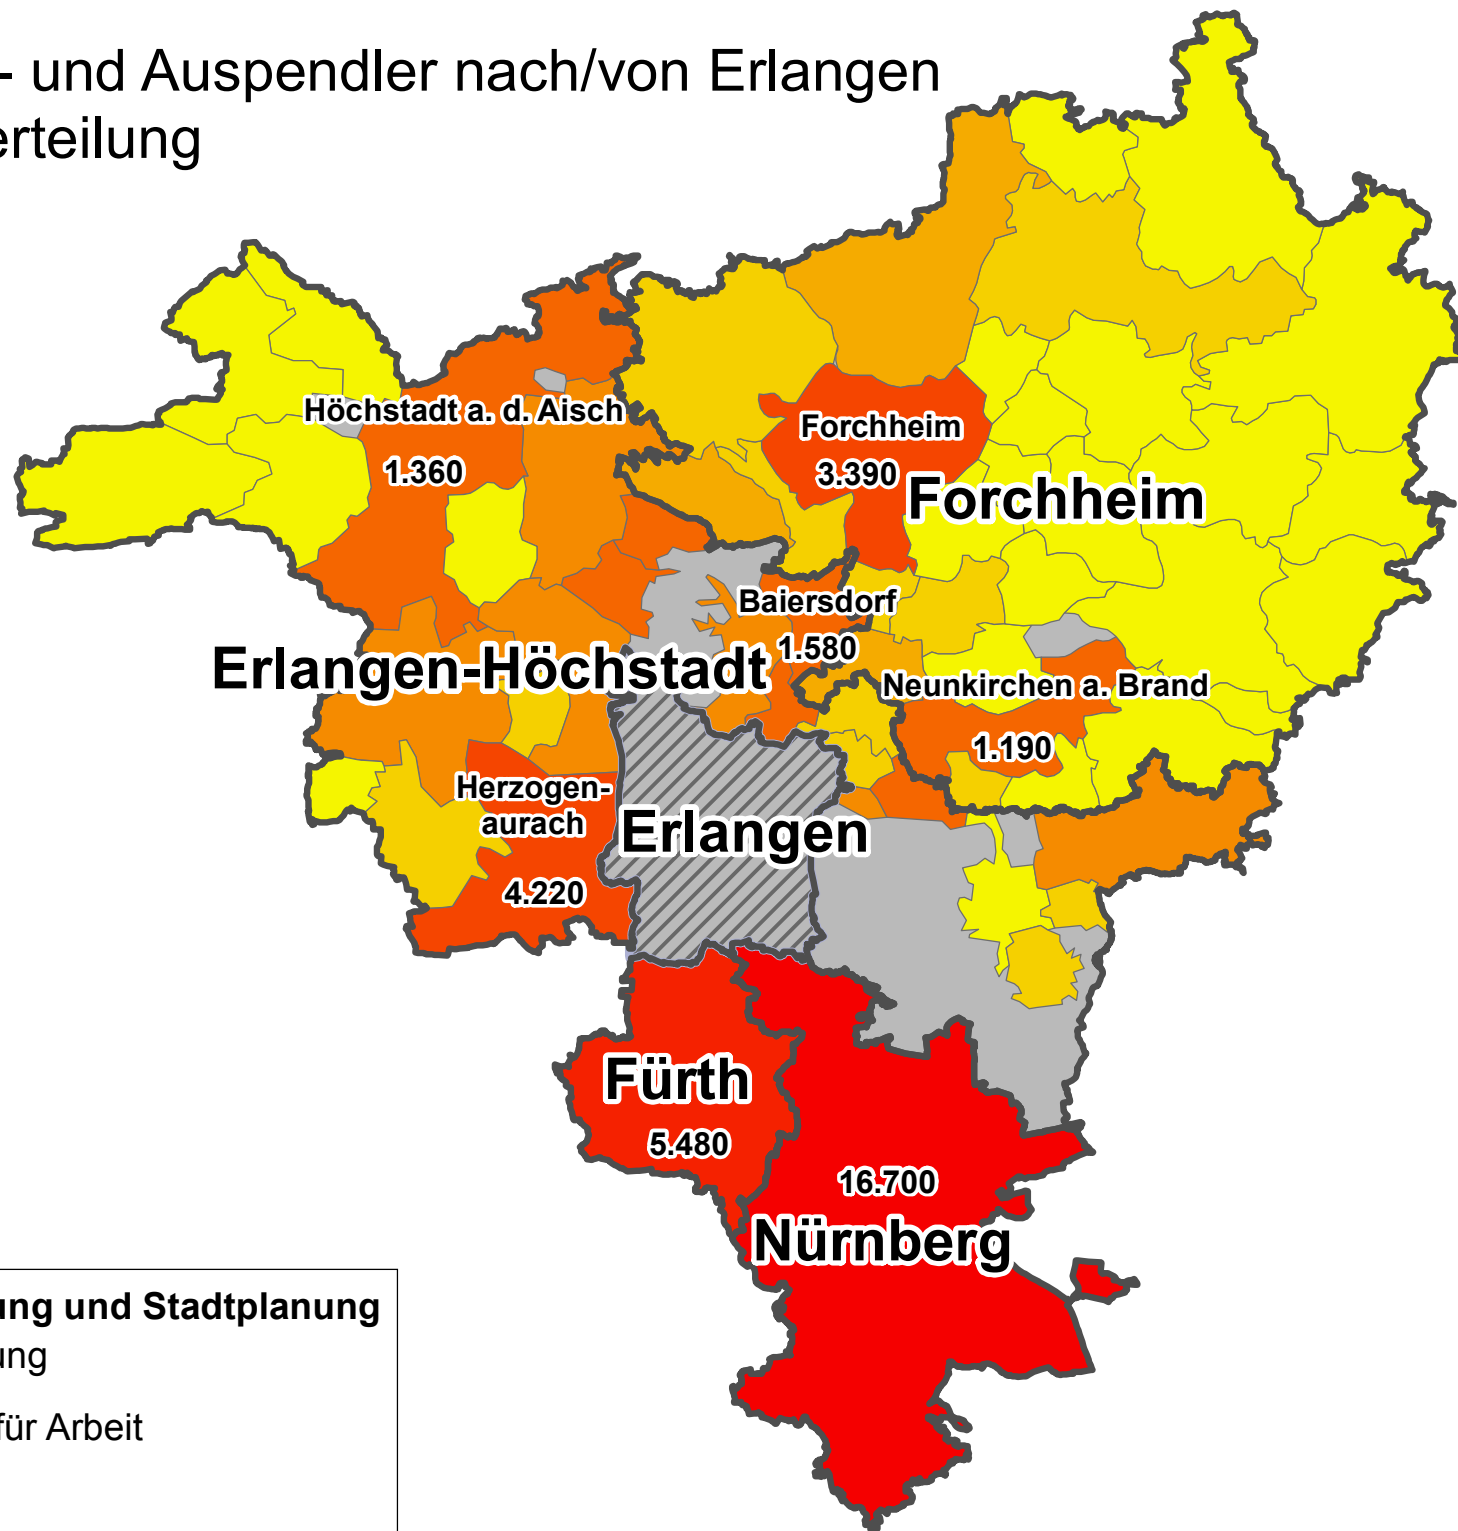 - und Auspendler nach/von Erlangen
erteilung
Höchstadt a. d. Aisch
1.360
Forchheim
3.390
Forchheim
Baiersdorf
1.580
Erlangen-Höchstadt
Neunkirchen a. Brand
1.190
Herzogen-
aurach
4.220
Erlangen
Fürth
5.480
16.700
Nürnberg
ung und Stadtplanung
ung
für Arbeit